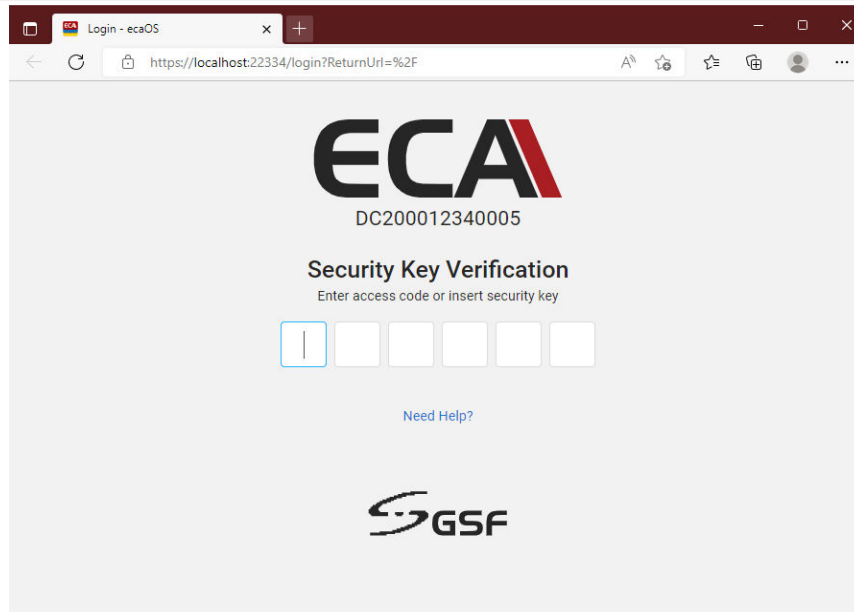 ECA Login - ecaOS
https://localhost:22334/login?ReturnUrl=%2F
ECA
DC200012340005
Security Key Verification
Enter access code or insert security key
Need Help?
GSF